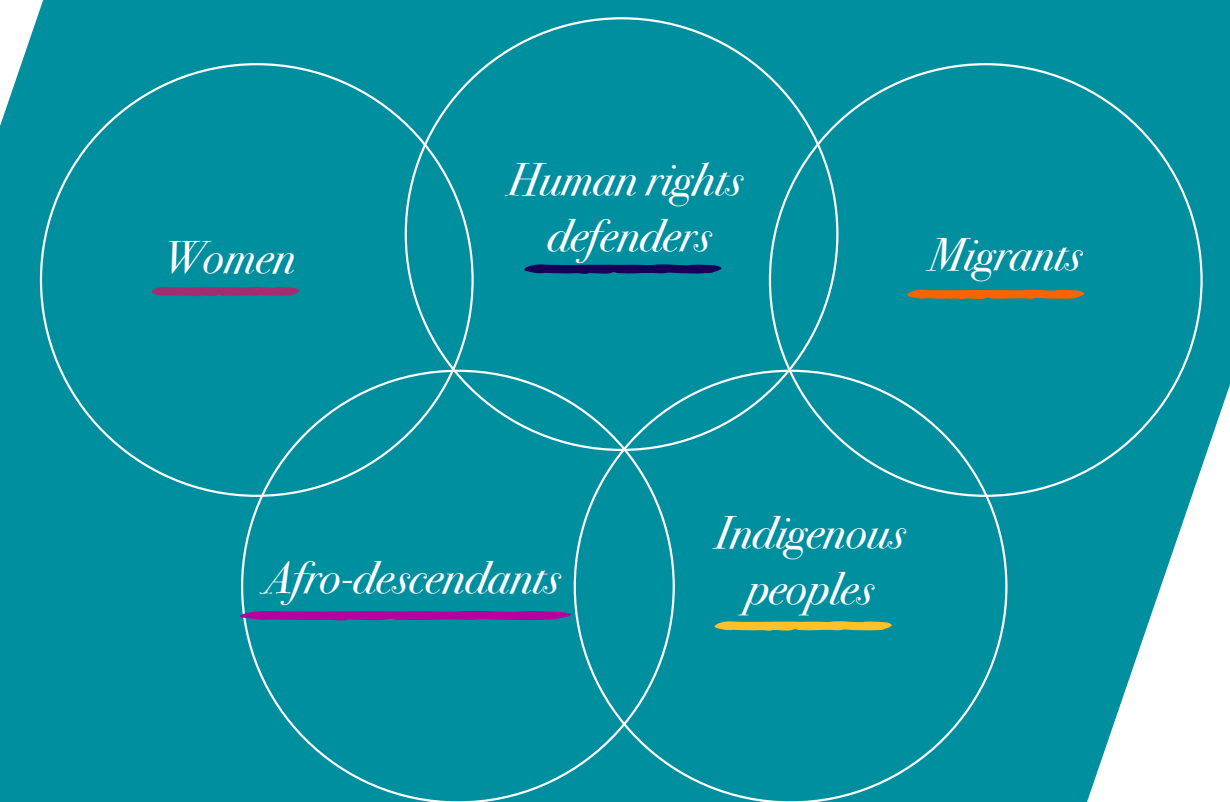 Women
Human rights
defenders
Migrants
Afro-descendants
Indigenous
peoples